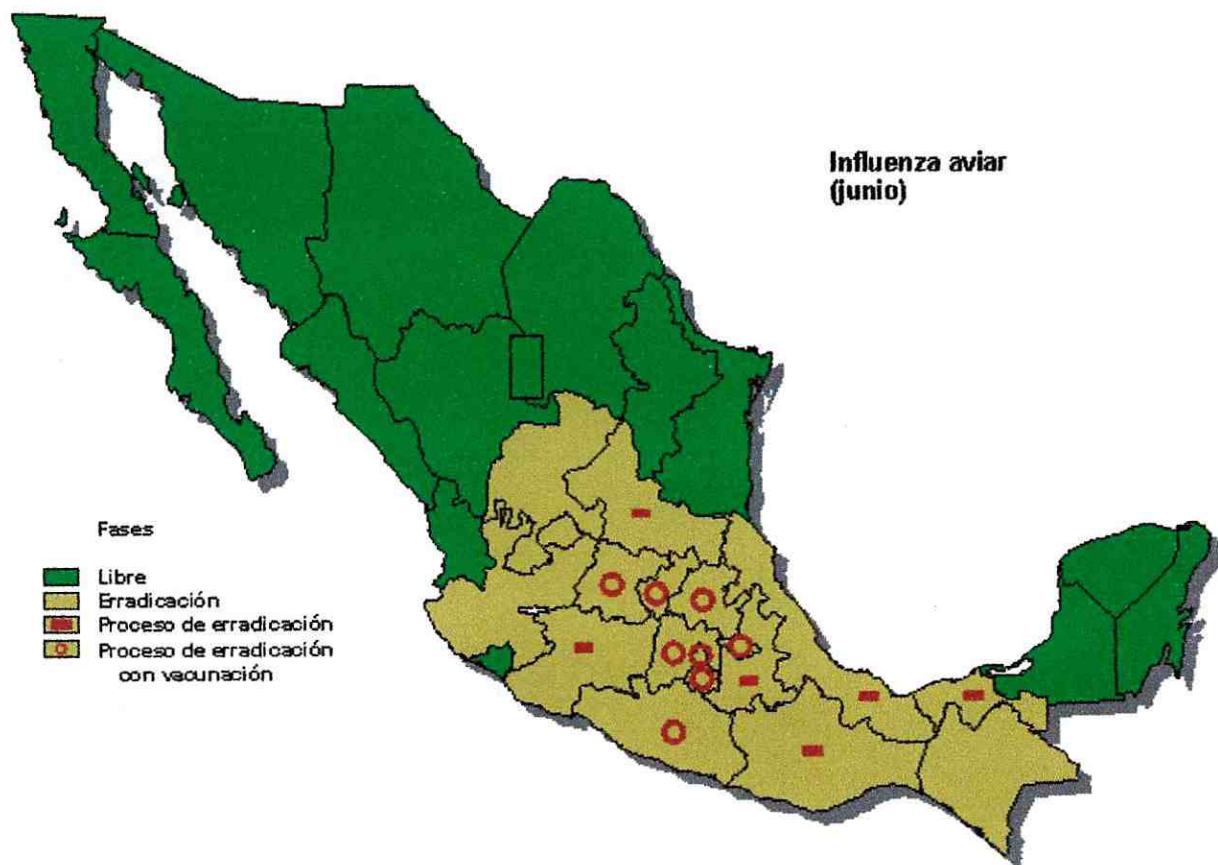 Influenza aviar
(junio)
Fases
Libre
Erradicación
Proceso de erradicación
Proceso de erradicación
con vacunación